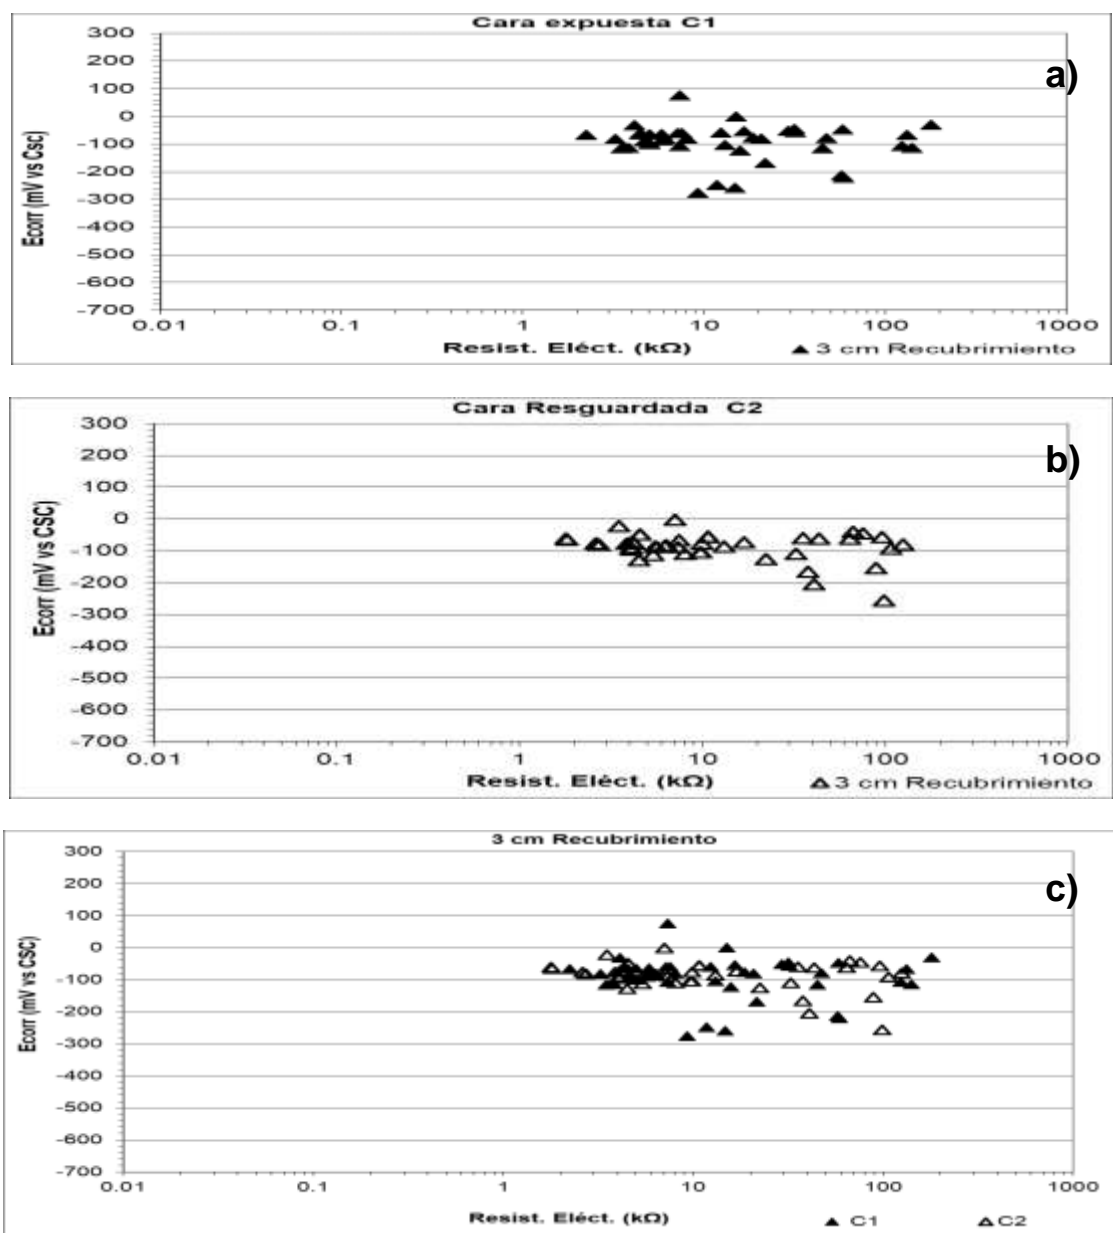 Cara expuesta C1
a)
300
200
100
0
-100
-200
-300
-400
-500
-600
-700
Ecorr (mV vs Csc)
0.01 0.1 1 10 100 1000
Resist. Eléct. (kΩ)
3 cm Recubrimiento
Cara Resguardada C2
b)
300
200
100
0
-100
-200
-300
-400
-500
-600
-700
Ecorr (mV vs CSC)
0.01 0.1 1 10 100 1000
Resist. Eléct. (kΩ)
3 cm Recubrimiento
3 cm Recubrimiento
c)
300
200
100
0
-100
-200
-300
-400
-500
-600
-700
Ecorr (mV vs CSC)
0.01 0.1 1 10 100 1000
Resist. Eléct. (kΩ)
C1 C2